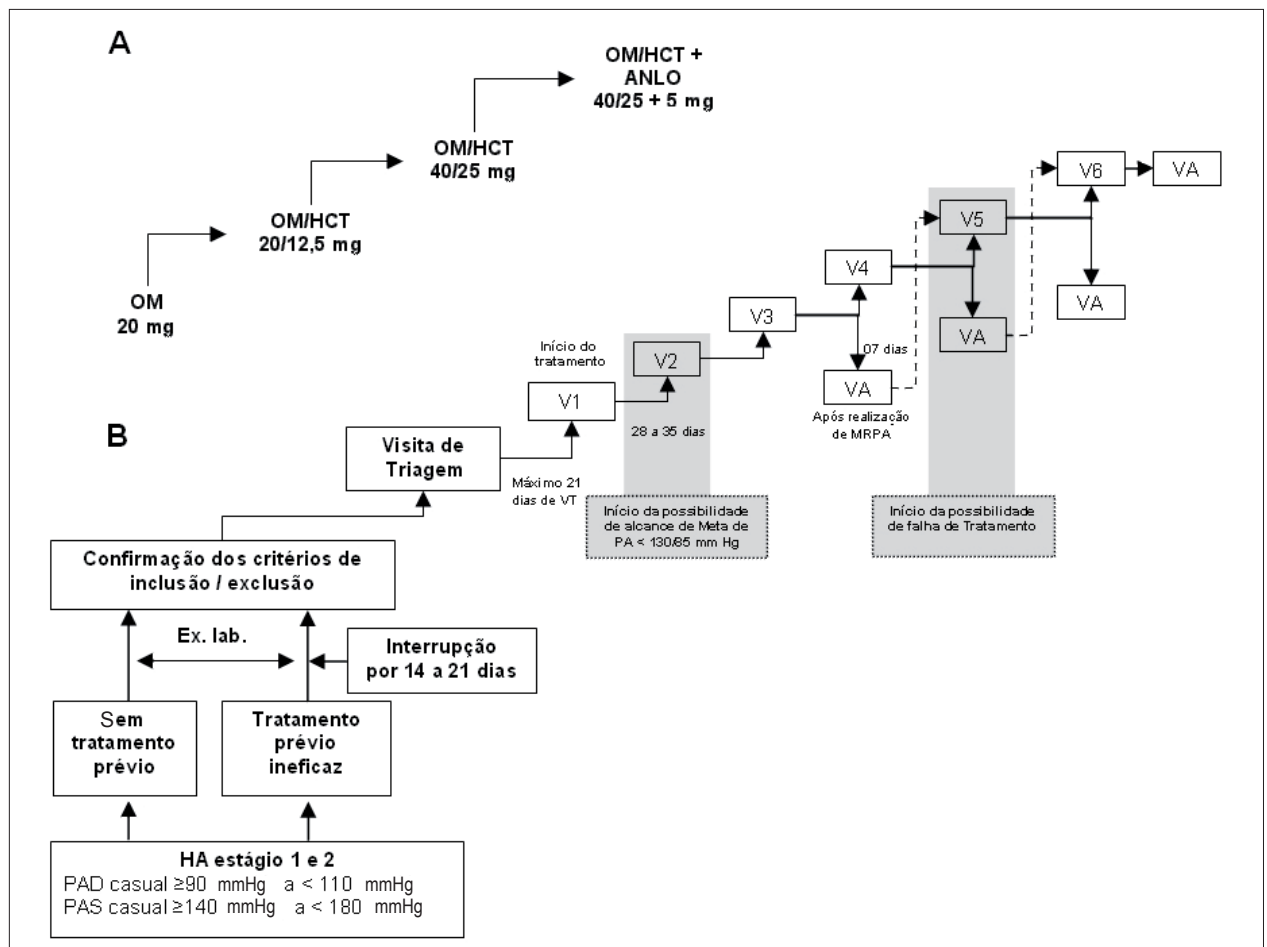 A
OM/HCT +
ANLO
40/25 + 5 mg
OM/HCT
40/25 mg
OM/HCT
20/12,5 mg
OM
20 mg
V6
VA
V5
VA
V4
VA
V3
07 dias
VA
Após realização
de MRPA
Início do
tratamento
V2
28 a 35 dias
V1
B
Visita de
Triagem
Máximo 21
dias de VT
Início da possibilidade
de alcance de Meta de
PA < 130/85 mm Hg
Início da possibilidade
de falha de Tratamento
Confirmação dos critérios de
inclusão / exclusão
Ex. lab.
Interrupção
por 14 a 21 dias
Sem
tratamento
prévio
Tratamento
prévio
ineficaz
HA estágio 1 e 2
PAD casual ≥90 mmHg a < 110 mmHg
PAS casual ≥140 mmHg a < 180 mmHg